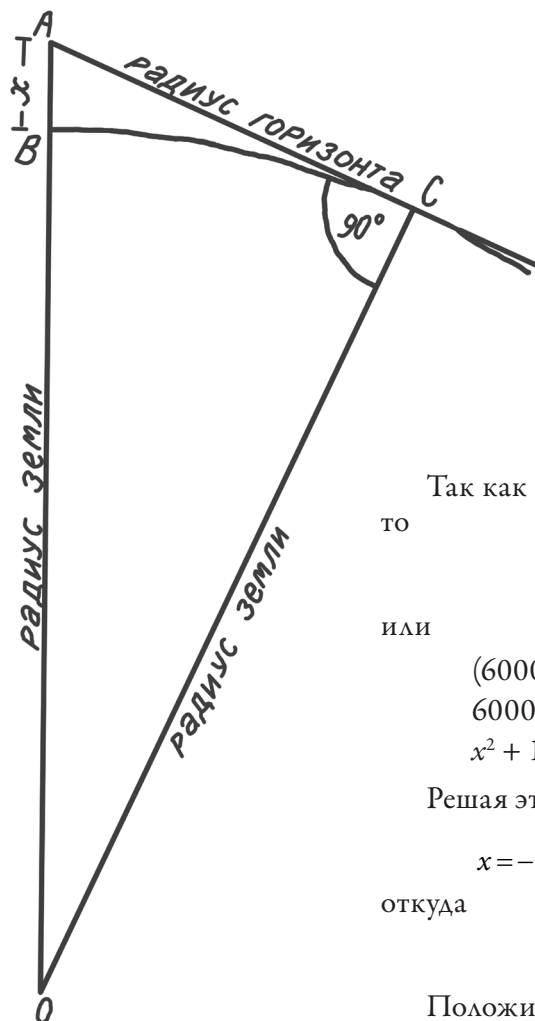 A
x
B
радиус горизонта
C
90°
радиус земли
радиус земли
O
Так как
то
или
(6000
6000
x² + 1
Решая эт
x = –
откуда
Положи